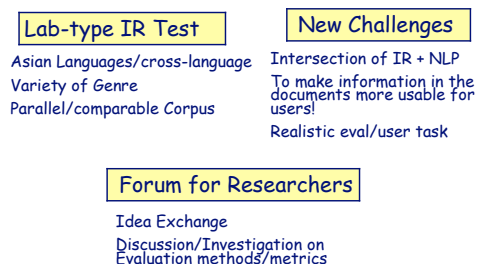 Lab-type IR Test
Asian Languages/cross-language
Variety of Genre
Parallel/comparable Corpus
New Challenges
Intersection of IR + NLP
To make information in the
documents more usable for
users!
Realistic eval/user task
Forum for Researchers
Idea Exchange
Discussion/Investigation on
Evaluation methods/metrics